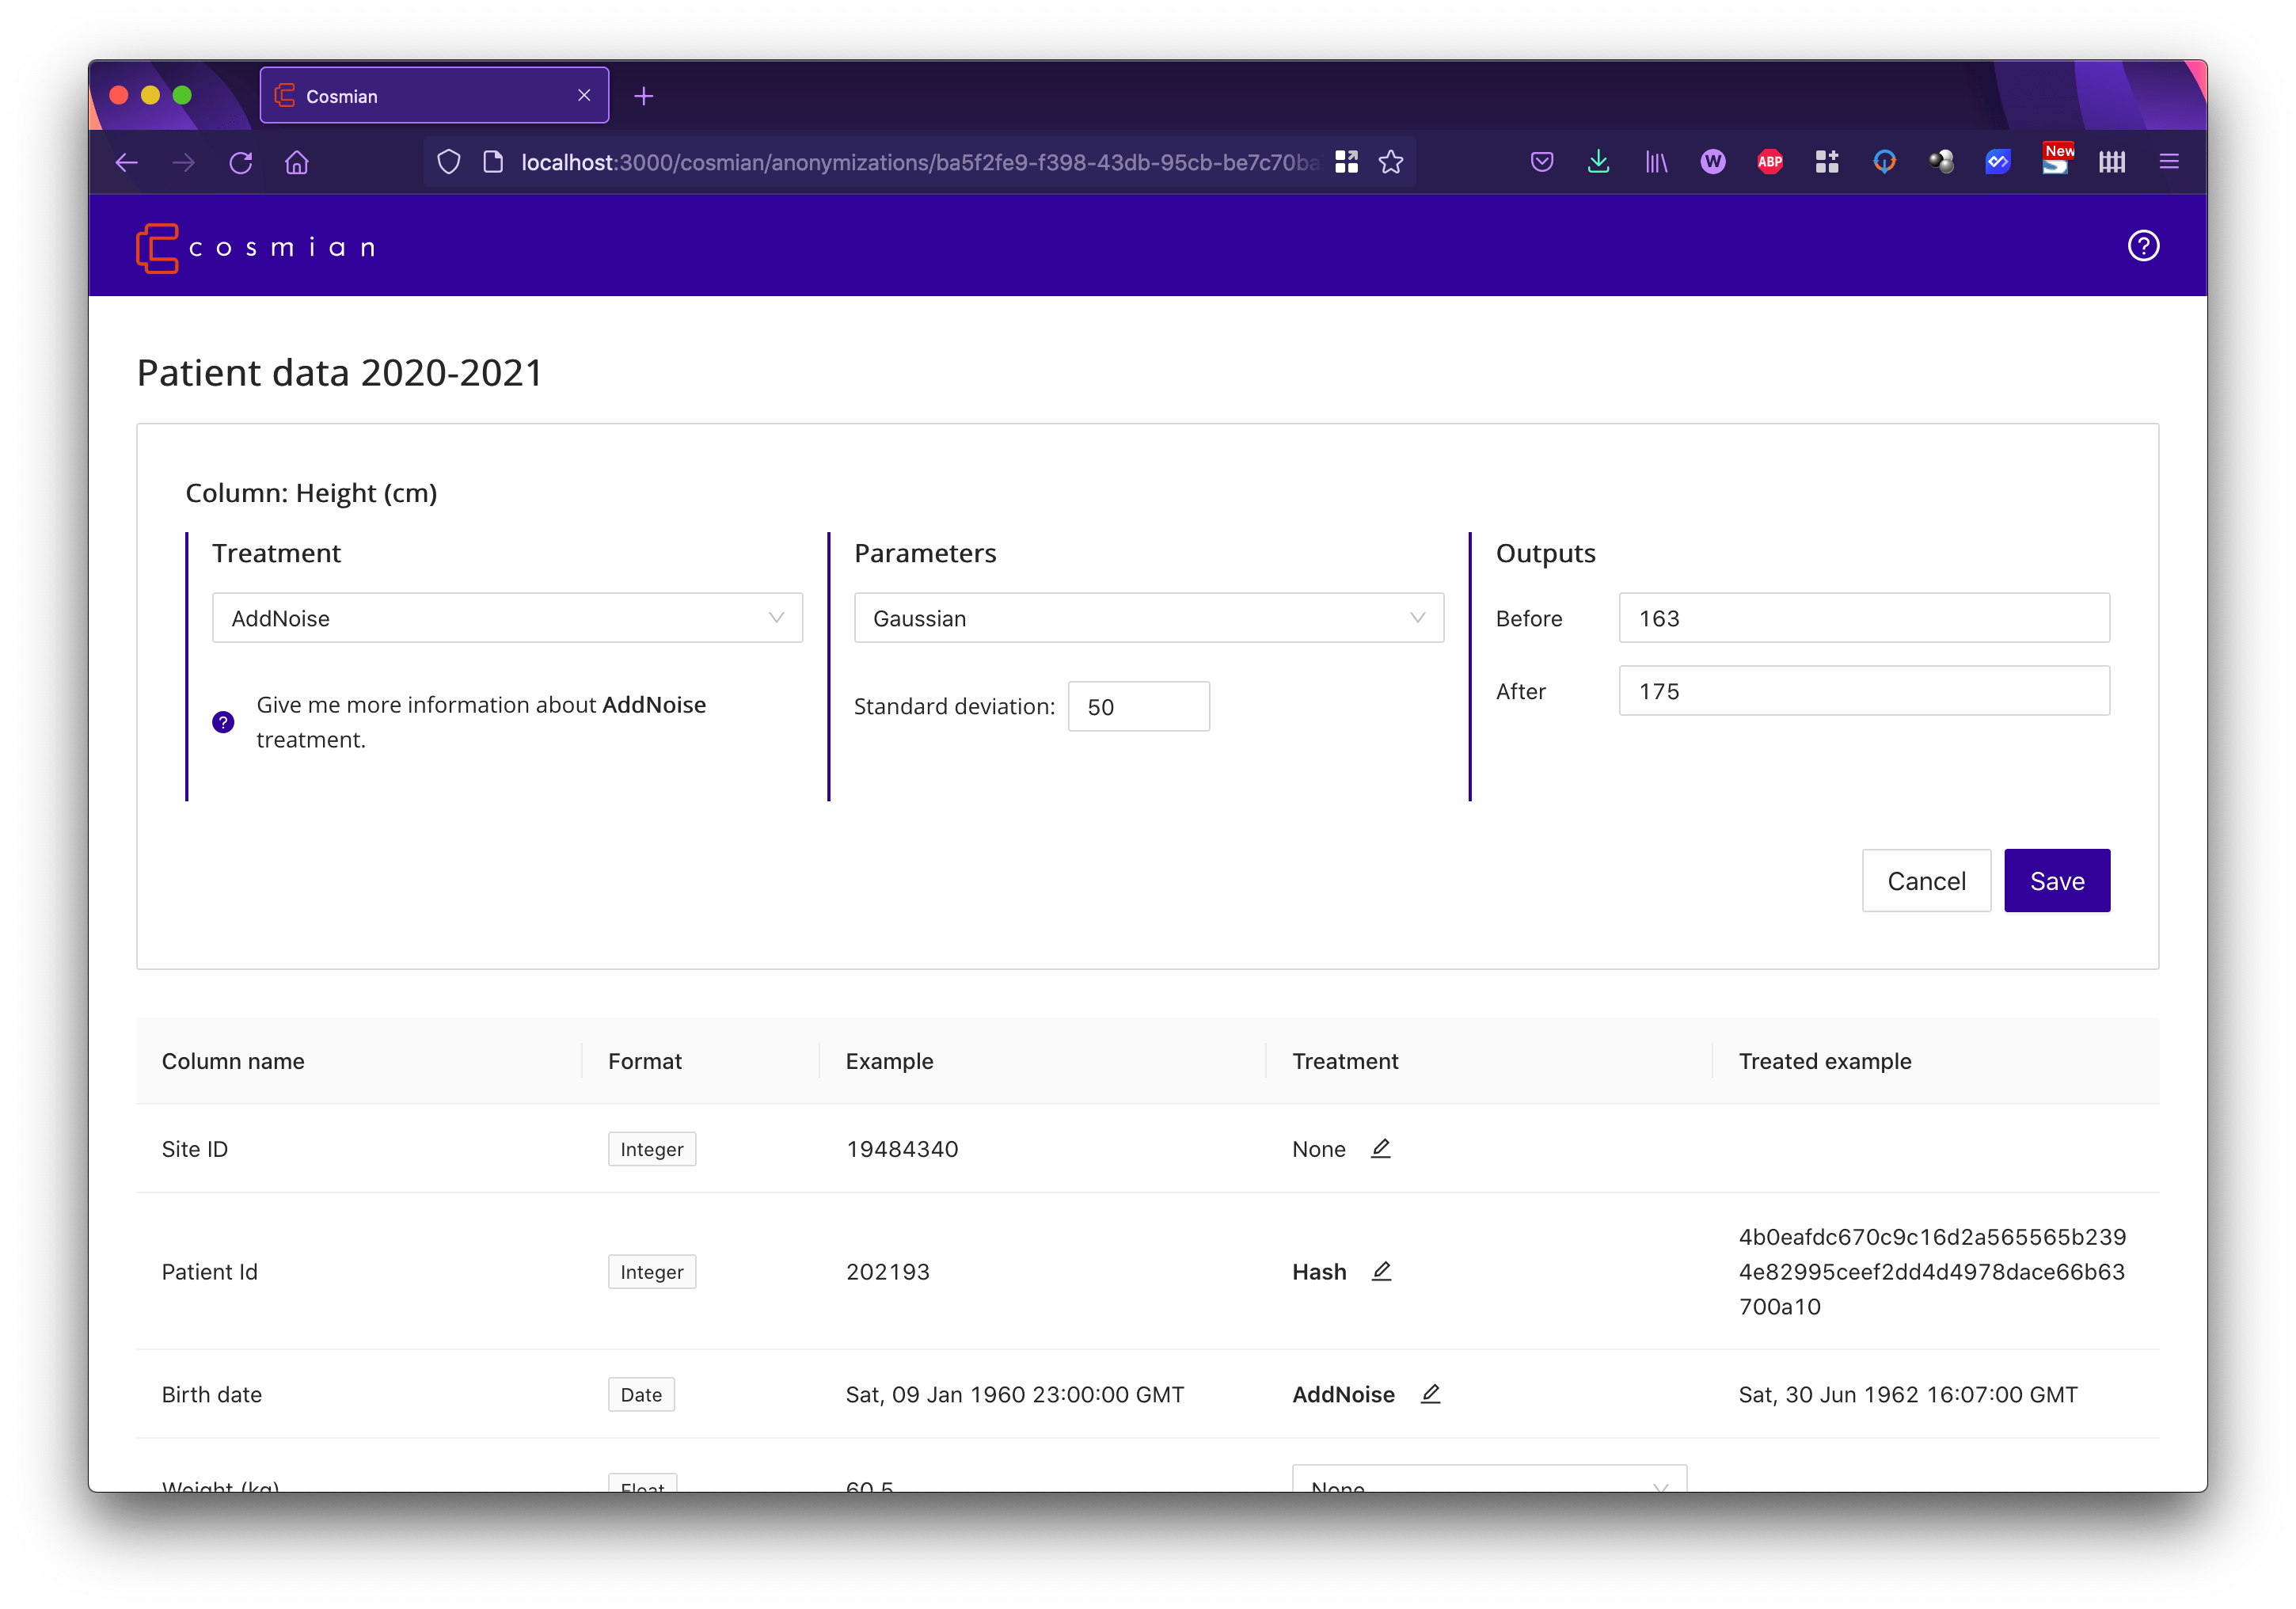 Cosmian
localhost:3000/cosmian/anonymizations/ba5f2fe9-f398-43db-95cb-be7c70ba
W
ABP
New
cosmian
?
Patient data 2020-2021
Column: Height (cm)
Treatment
Parameters
Outputs
AddNoise
Gaussian
Before
163
? Give me more information about AddNoise
treatment.
Standard deviation: 50
After
175
Cancel
Save
Column name
Format
Example
Treatment
Treated example
Site ID
Integer
19484340
None
Patient Id
Integer
202193
Hash
4b0eafdc670c9c16d2a565565b239
4e82995ceef2dd4d4978dace66b63
700a10
Birth date
Date
Sat, 09 Jan 1960 23:00:00 GMT
AddNoise
Sat, 30 Jun 1962 16:07:00 GMT
Weight (kg)
Float
60.5
None